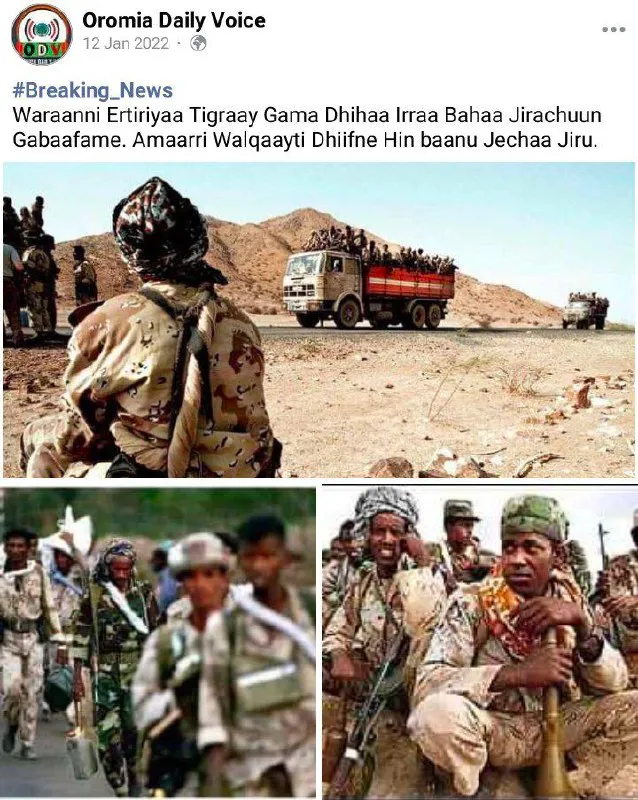 Oromia Daily Voice
12 Jan 2022 ·
#Breaking_News
Waraanni Ertiriyaa Tigraay Gama Dhihaa Irraa Bahaa Jirachuun
Gabaafame. Amaarri Walqaayti Dhiifne Hin baanu Jechaa Jiru.
ODV